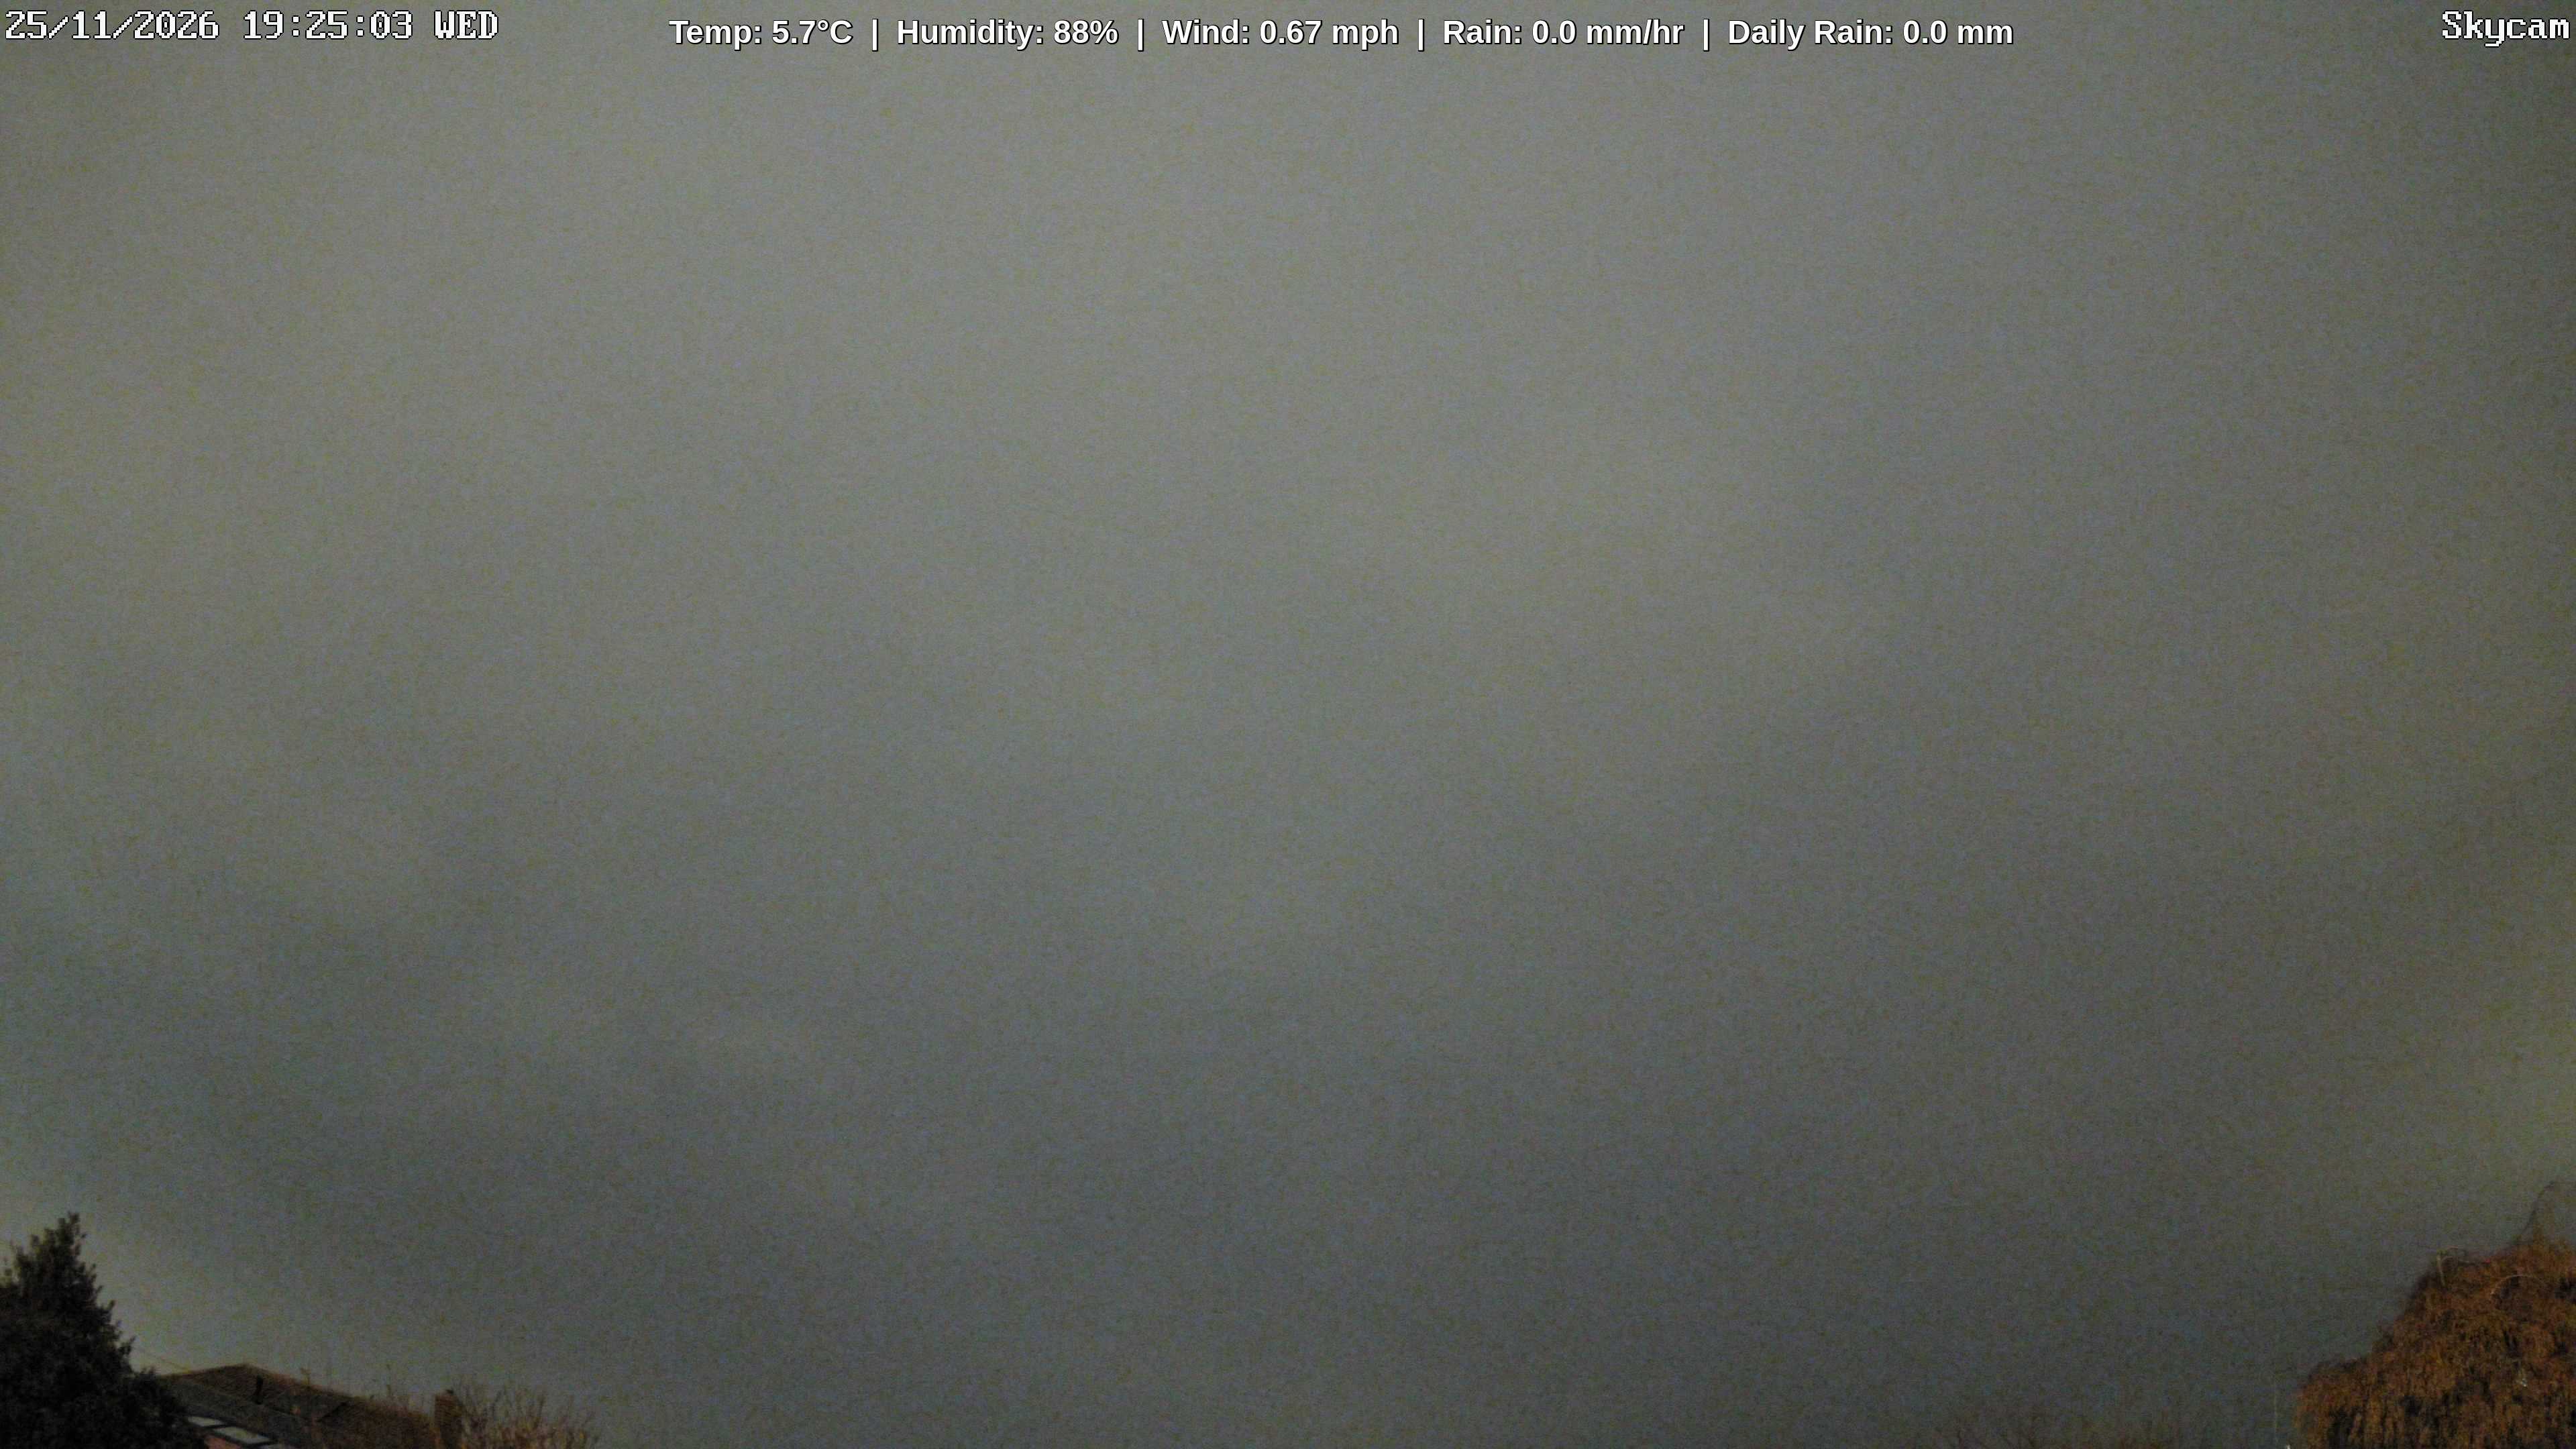 25/11/2026 19:25:03 WED
Temp: 5.7°C | Humidity: 88% | Wind: 0.67 mph | Rain: 0.0 mm/hr | Daily Rain: 0.0 mm
Skycam